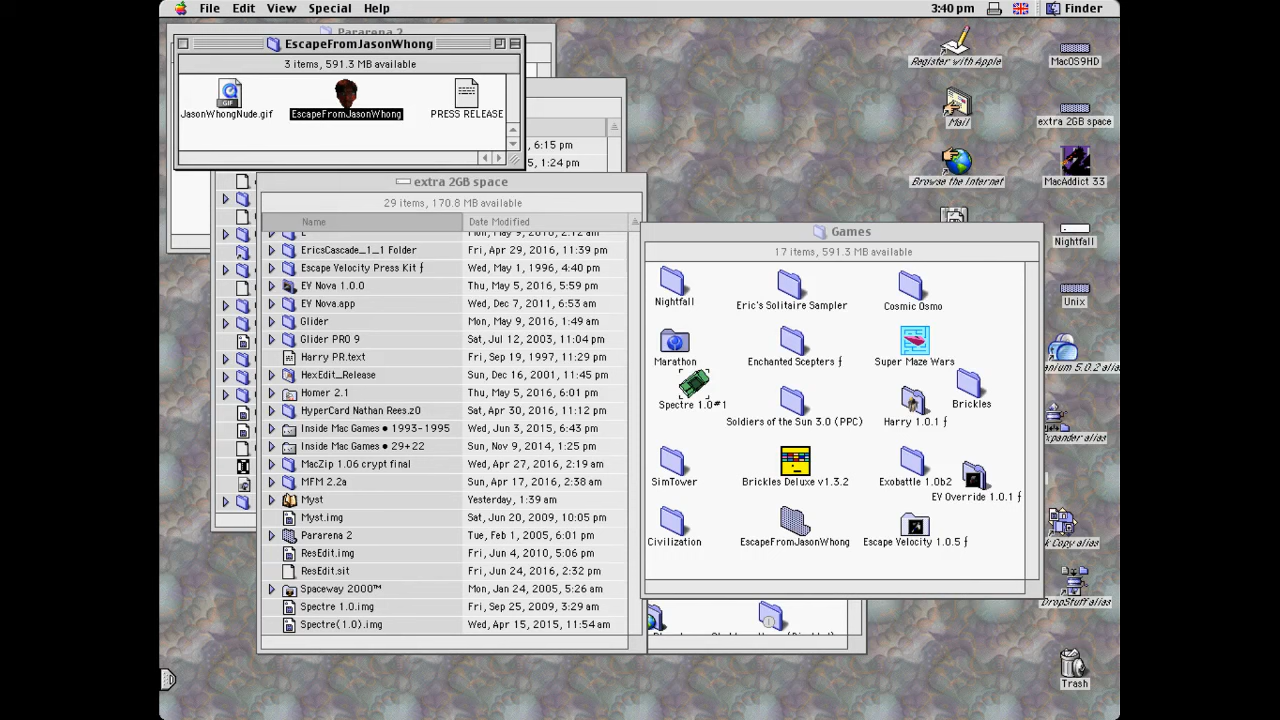 File Edit View Special Help 3:40 pm Finder
Pararena 2
EscapeFromJasonWhong
3 items, 591.3 MB available
JasonWhongNude.gif EscapeFromJasonWhong PRESS RELEASE
GIF
, 6:15 pm
, 1:24 pm
extra 2GB space
29 items, 170.8 MB available
Name Date Modified
EricsCascade_1_1 Folder Fri, Apr 29, 2016, 11:39 pm
Escape Velocity Press Kit ƒ Wed, May 1, 1996, 4:40 pm
EV Nova 1.0.0 Thu, May 5, 2016, 5:59 pm
EV Nova.app Wed, Dec 7, 2011, 6:53 am
Glider Mon, May 9, 2016, 1:49 am
Glider PRO 9 Sat, Jul 12, 2003, 11:04 pm
Harry PR.text Fri, Sep 19, 1997, 11:29 pm
HexEdit_Release Sun, Dec 16, 2001, 11:45 pm
Homer 2.1 Thu, May 5, 2016, 6:01 pm
HyperCard Nathan Rees.z0 Sat, Apr 30, 2016, 11:12 pm
Inside Mac Games • 1993-1995 Wed, Jun 3, 2015, 6:43 pm
Inside Mac Games • 29+22 Sun, Nov 9, 2014, 1:25 pm
MacZip 1.06 crypt final Wed, Apr 27, 2016, 2:19 am
MFM 2.2a Sun, Apr 17, 2016, 2:38 am
Myst Yesterday, 1:39 am
Myst.img Sat, Jun 20, 2009, 10:05 pm
Pararena 2 Tue, Feb 1, 2005, 6:01 pm
ResEdit.img Fri, Jun 4, 2010, 5:06 pm
ResEdit.sit Fri, Jun 24, 2016, 2:32 pm
Spaceway 2000™ Mon, Jan 24, 2005, 5:26 am
Spectre 1.0.img Fri, Sep 25, 2009, 3:29 am
Spectre(1.0).img Wed, Apr 15, 2015, 11:54 am
Games
17 items, 591.3 MB available
Nightfall Eric's Solitaire Sampler Cosmic Osmo
Marathon Enchanted Scepters ƒ Super Maze Wars
Spectre 1.0#1 Soldiers of the Sun 3.0 (PPC) Harry 1.0.1 ƒ Brickles
SimTower Brickles Deluxe v1.3.2 Exobattle 1.0b2 EV Override 1.0.1 ƒ
Civilization EscapeFromJasonWhong Escape Velocity 1.0.5 ƒ
Register with Apple MacOS9HD
Mail extra 2GB space
Browse the Internet MacAddict 33
Nightfall
Unix
anium 5.0.2 alias
xpander alias
k Copy alias
DropStuff alias
Trash